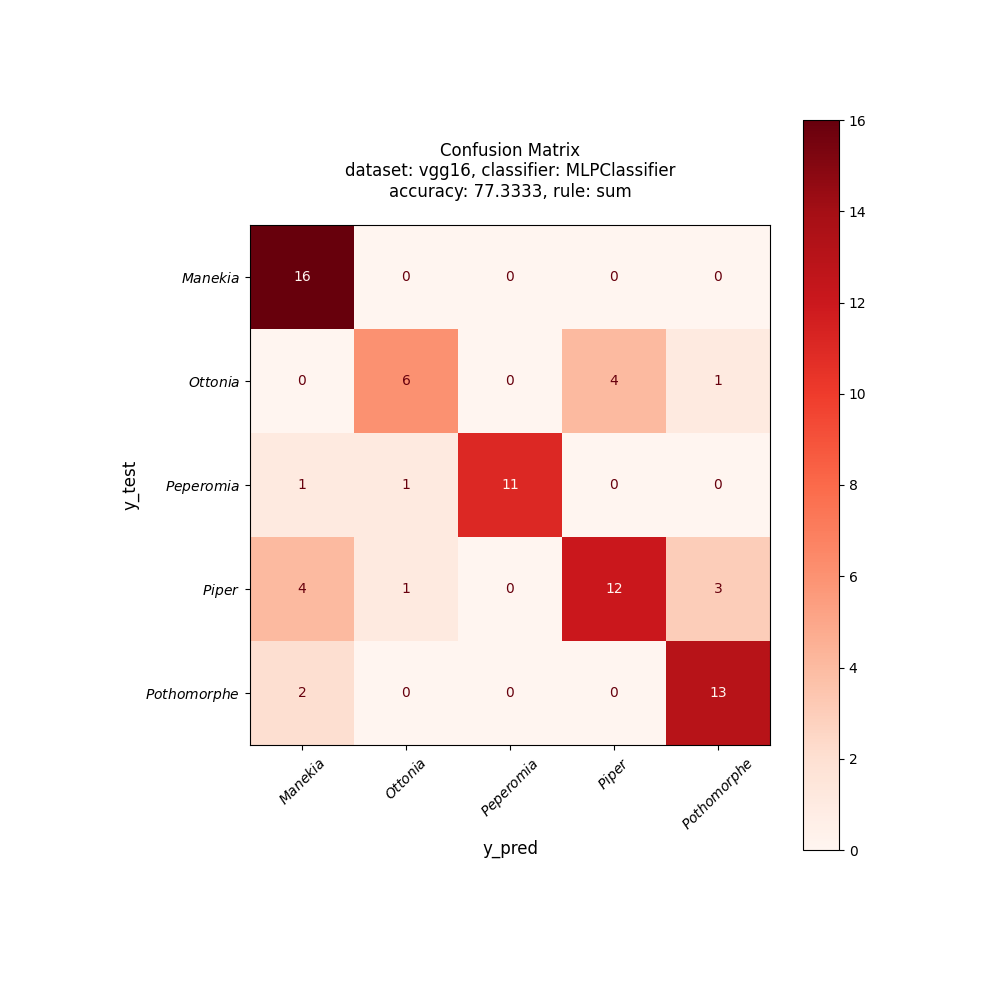 Confusion Matrix
dataset: vgg16, classifier: MLPClassifier
accuracy: 77.3333, rule: sum
y_test
Manekia 16 0 0 0 0
Ottonia 0 6 0 4 1
Peperomia 1 1 11 0 0
Piper 4 1 0 12 3
Pothomorphe 2 0 0 0 13
Manekia Ottonia Peperomia Piper Pothomorphe
y_pred
16
14
12
10
8
6
4
2
0